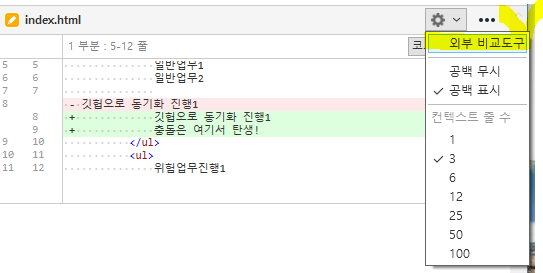 index.html
1 부분 : 5-12 풀
외부 비교도구
공백 무시
공백 표시
컨텍스트 줄 수
1
3
6
12
25
50
100
5 5 일반업무1
6 6 일반업무2
7 7
8 - 깃헙으로 동기화 진행1
8 + 깃헙으로 동기화 진행1
9 + 충돌은 여기서 탄생!
9 10 </ul>
10 11 <ul>
11 12 위험업무진행1